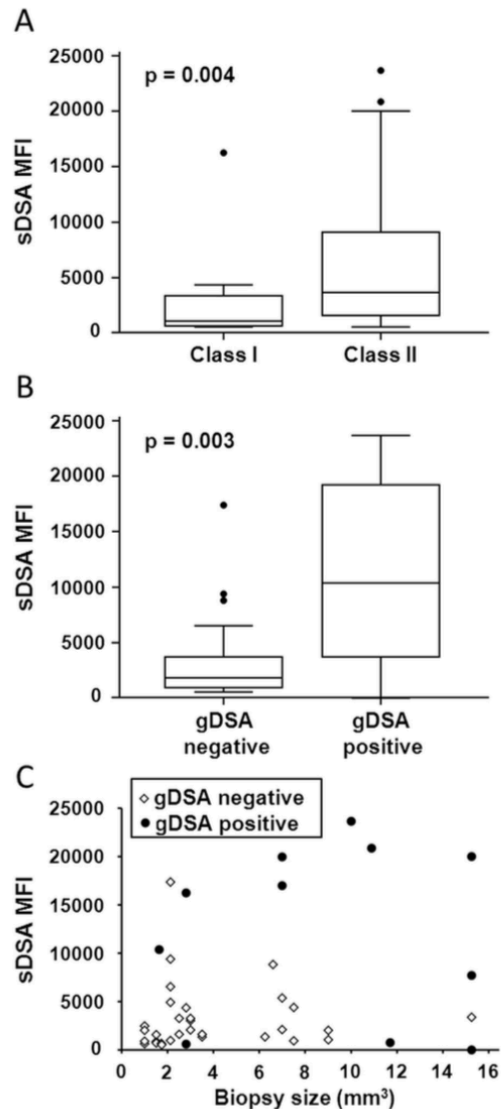 A
p = 0.004
sDSA MFI
25000
20000
15000
10000
5000
0
Class I Class II
B
p = 0.003
sDSA MFI
25000
20000
15000
10000
5000
0
gDSA negative
gDSA positive
C
gDSA negative
gDSA positive
sDSA MFI
25000
20000
15000
10000
5000
0
0 2 4 6 8 10 12 14 16
Biopsy size (mm³)